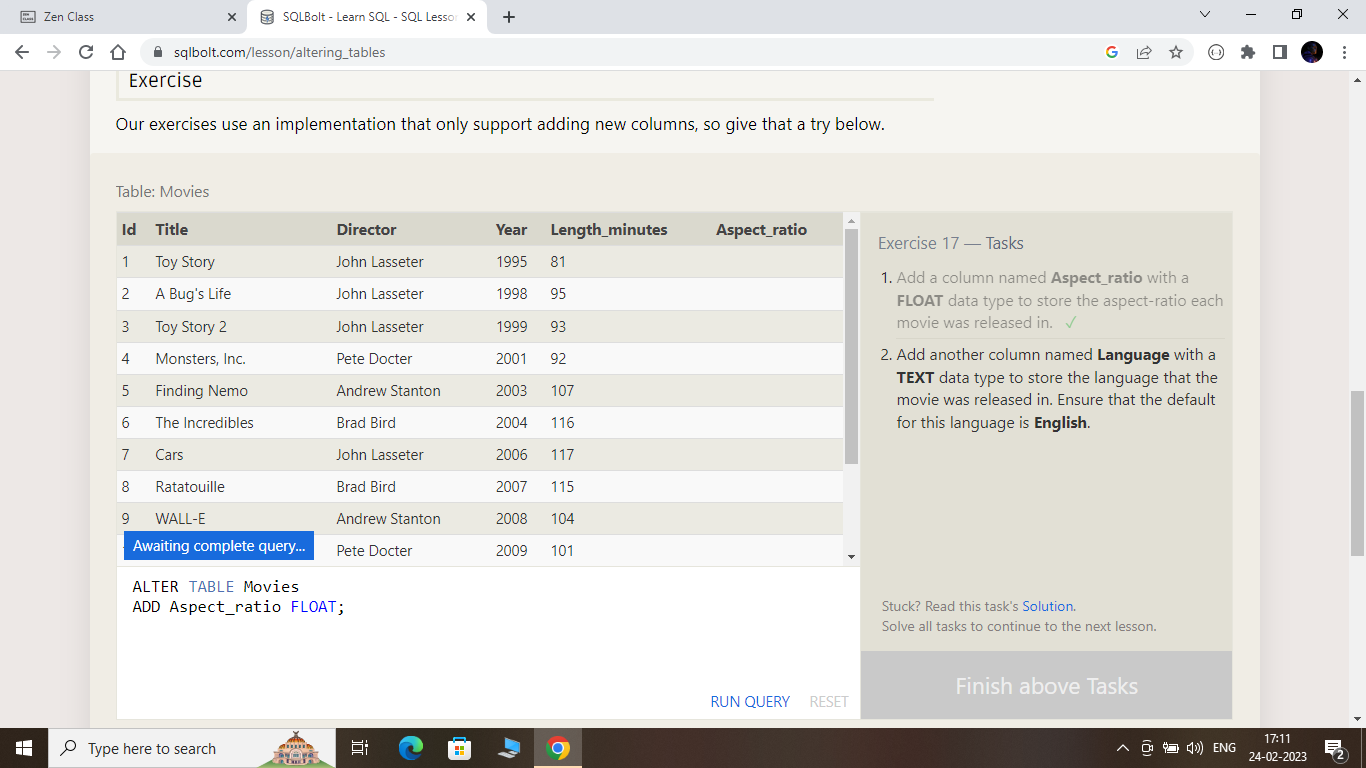 Zen Class
SQLBolt - Learn SQL - SQL Lesson
sqlbolt.com/lesson/altering_tables
Exercise
Our exercises use an implementation that only support adding new columns, so give that a try below.
Table: Movies
Id Title Director Year Length_minutes Aspect_ratio
1 Toy Story John Lasseter 1995 81
2 A Bug's Life John Lasseter 1998 95
3 Toy Story 2 John Lasseter 1999 93
4 Monsters, Inc. Pete Docter 2001 92
5 Finding Nemo Andrew Stanton 2003 107
6 The Incredibles Brad Bird 2004 116
7 Cars John Lasseter 2006 117
8 Ratatouille Brad Bird 2007 115
9 WALL-E Andrew Stanton 2008 104
Pete Docter 2009 101
Awaiting complete query...
ALTER TABLE Movies
ADD Aspect_ratio FLOAT;
RUN QUERY RESET
Exercise 17 — Tasks
1. Add a column named Aspect_ratio with a
FLOAT data type to store the aspect-ratio each
movie was released in. ✓
2. Add another column named Language with a
TEXT data type to store the language that the
movie was released in. Ensure that the default
for this language is English.
Stuck? Read this task's Solution.
Solve all tasks to continue to the next lesson.
Finish above Tasks
Type here to search
ENG
17:11
24-02-2023
2